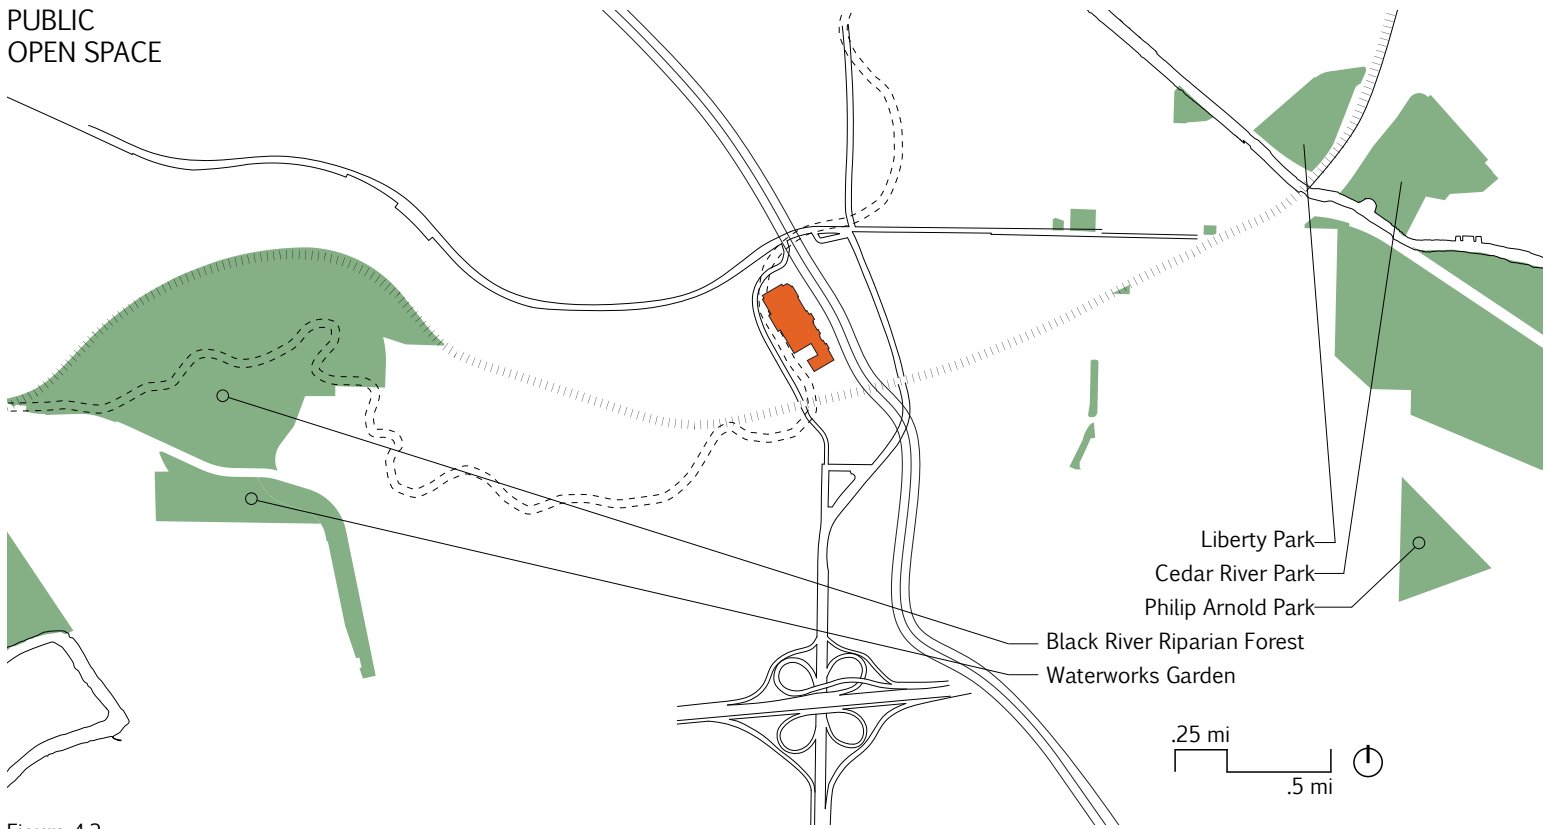 PUBLIC
OPEN SPACE
Liberty Park
Cedar River Park
Philip Arnold Park
Black River Riparian Forest
Waterworks Garden
.25 mi
.5 mi